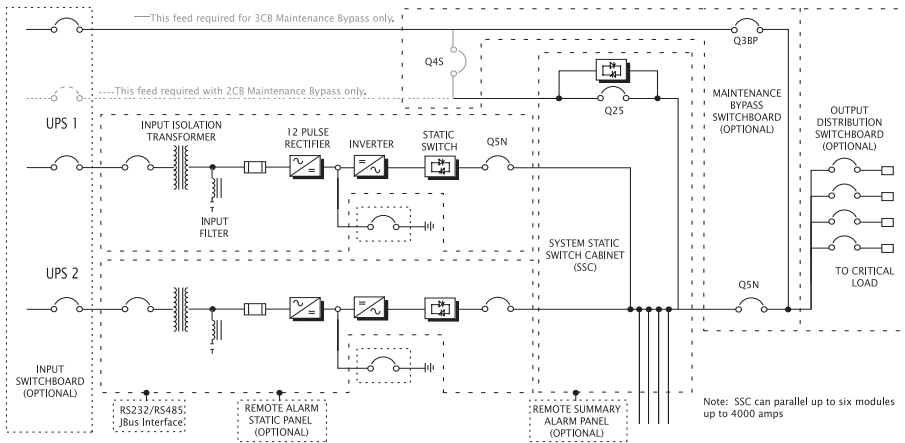 This feed required for 3CB Maintenance Bypass only.
Q3BP
Q4S
This feed required with 2CB Maintenance Bypass only.
Q25
MAINTENANCE
BYPASS
SWITCHBOARD
(OPTIONAL)
OUTPUT
DISTRIBUTION
SWITCHBOARD
(OPTIONAL)
UPS 1
INPUT ISOLATION
TRANSFORMER
12 PULSE
RECTIFIER
INVERTER
STATIC
SWITCH
Q5N
INPUT
FILTER
SYSTEM STATIC
SWITCH CABINET
(SSC)
TO CRITICAL
LOAD
UPS 2
Q5N
INPUT
SWITCHBOARD
(OPTIONAL)
RS232/RS485
JBus Interface
REMOTE ALARM
STATIC PANEL
(OPTIONAL)
REMOTE SUMMARY
ALARM PANEL
(OPTIONAL)
Note: SSC can parallel up to six modules
up to 4000 amps